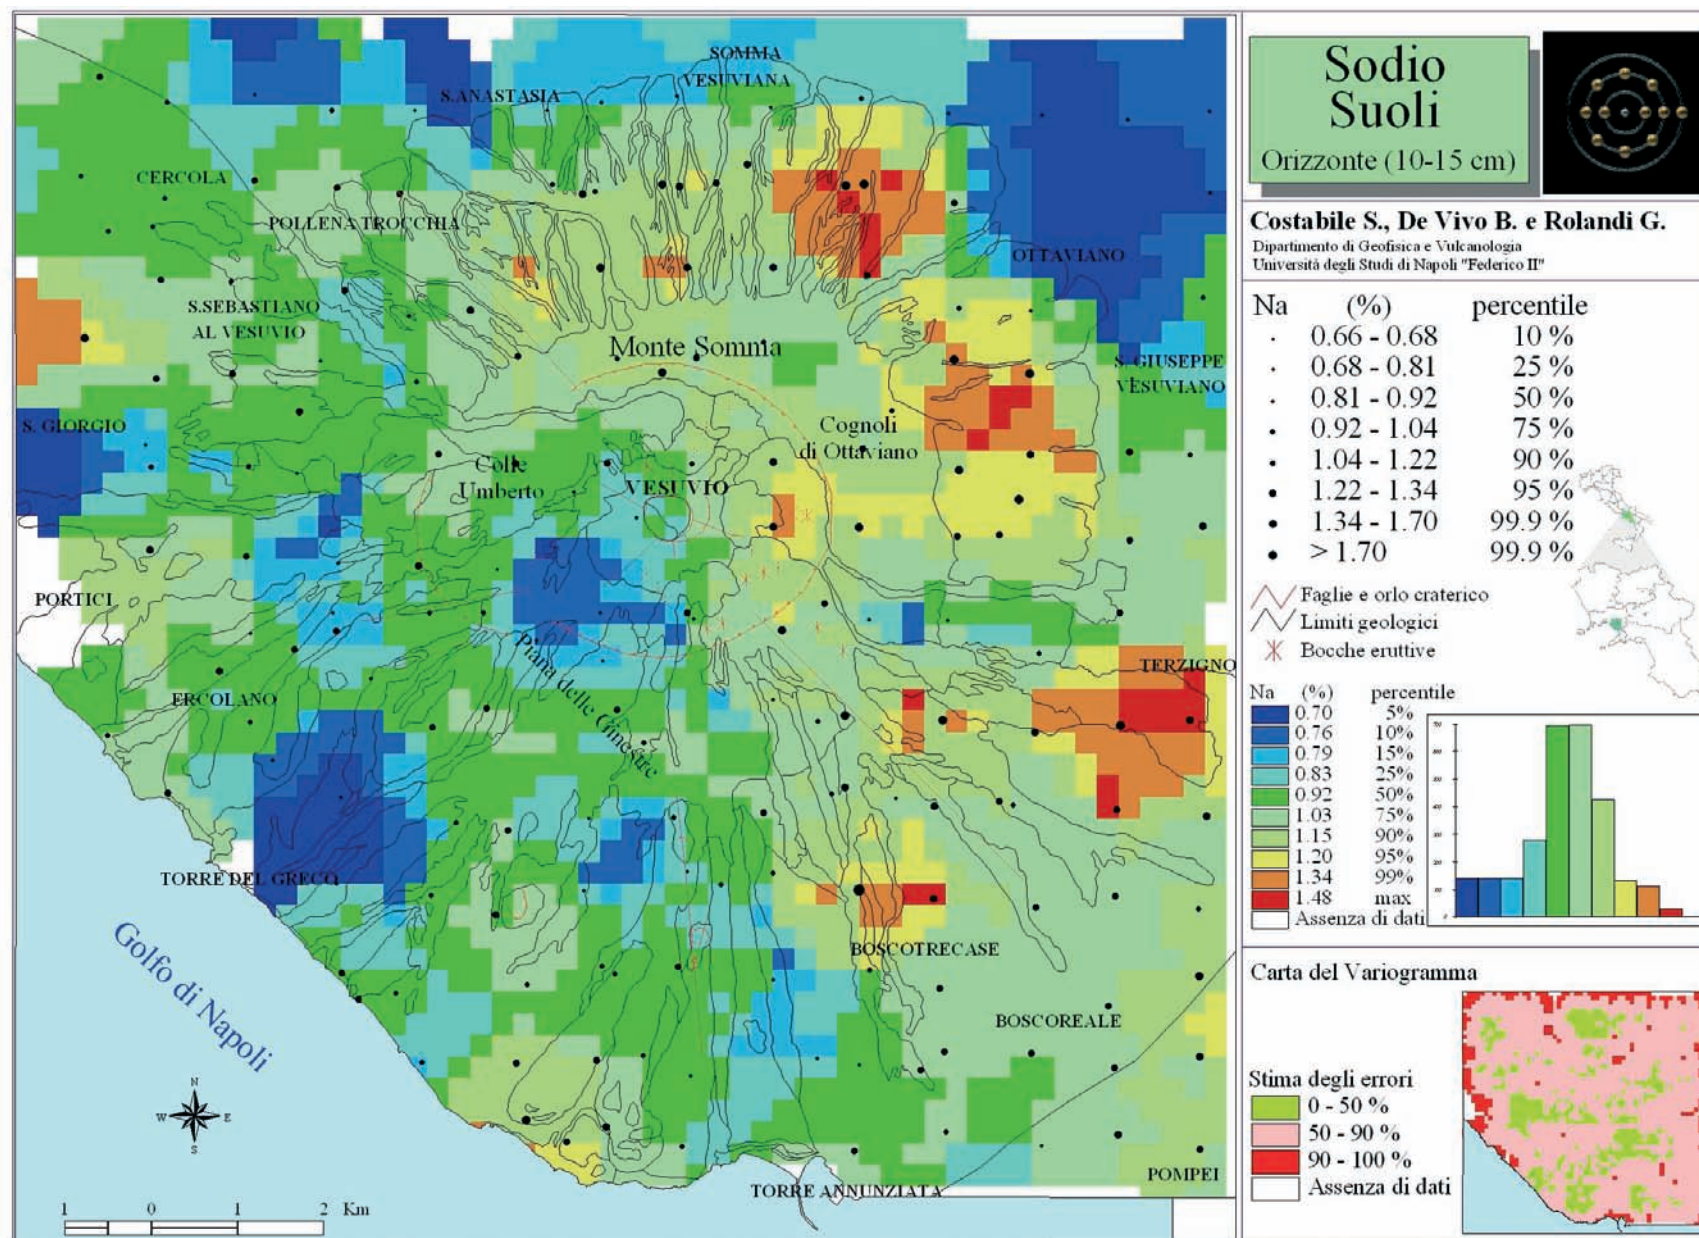 SOMMA
VESUVIANA
S.ANASTASIA
CERCOLA
POLLENA TROCCHIA
OTTAVIANO
S.SEBASTIANO
AL VESUVIO
Monte Somma
S. GIUSEPPE
VESUVIANO
S. GIORGIO
Cognoli
di Ottaviano
Colle
Umberto
VESUVIO
PORTICI
Piana delle Ginestre
TERZIGNO
ERCOLANO
TORRE DEL GRECO
BOSCOTRECASE
Golfo di Napoli
BOSCOREALE
N
W E
S
POMPEI
TORRE ANNUNZIATA
1 0 1 2 Km
Sodio
Suoli
Orizzonte (10-15 cm)
Costabile S., De Vivo B. e Rolandi G.
Dipartimento di Geofisica e Vulcanologia
Università degli Studi di Napoli "Federico II"
Na (%) percentile
0.66 - 0.68 10 %
0.68 - 0.81 25 %
0.81 - 0.92 50 %
0.92 - 1.04 75 %
1.04 - 1.22 90 %
1.22 - 1.34 95 %
1.34 - 1.70 99.9 %
> 1.70 99.9 %
Faglie e orlo craterico
Limiti geologici
Bocche eruttive
Na (%) percentile
0.70 5%
0.76 10%
0.79 15%
0.83 25%
0.92 50%
1.03 75%
1.15 90%
1.20 95%
1.34 99%
1.48 max
Assenza di dati
Carta del Variogramma
Stima degli errori
0 - 50 %
50 - 90 %
90 - 100 %
Assenza di dati